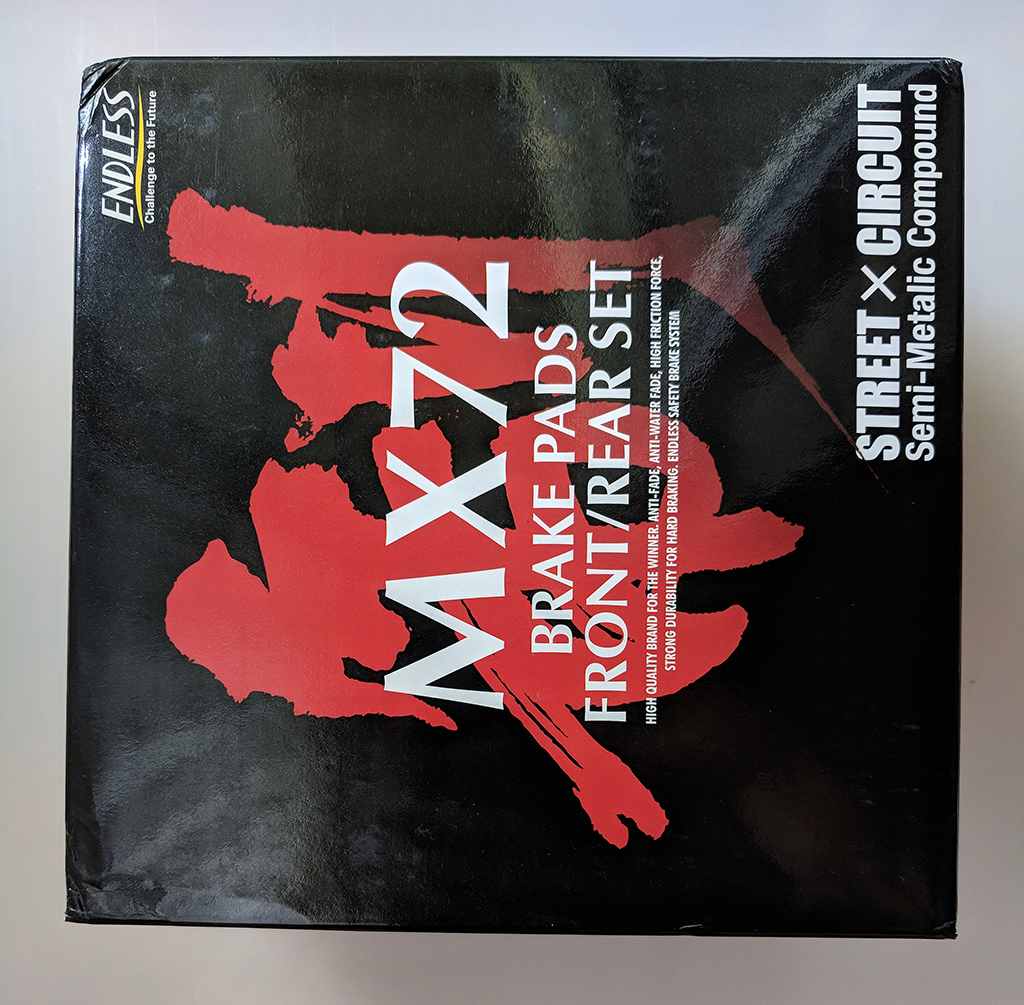 ENDLESS
Challenge to the Future
MX72
BRAKE PADS
FRONT/REAR SET
HIGH QUALITY BRAND FOR THE WINNER. ANTI-FADE, ANTI-WATER FADE, HIGH FRICTION FORCE,
STRONG DURABILITY FOR HARD BRAKING. ENDLESS SAFETY BRAKE SYSTEM
STREET X CIRCUIT
Semi-Metalic Compound